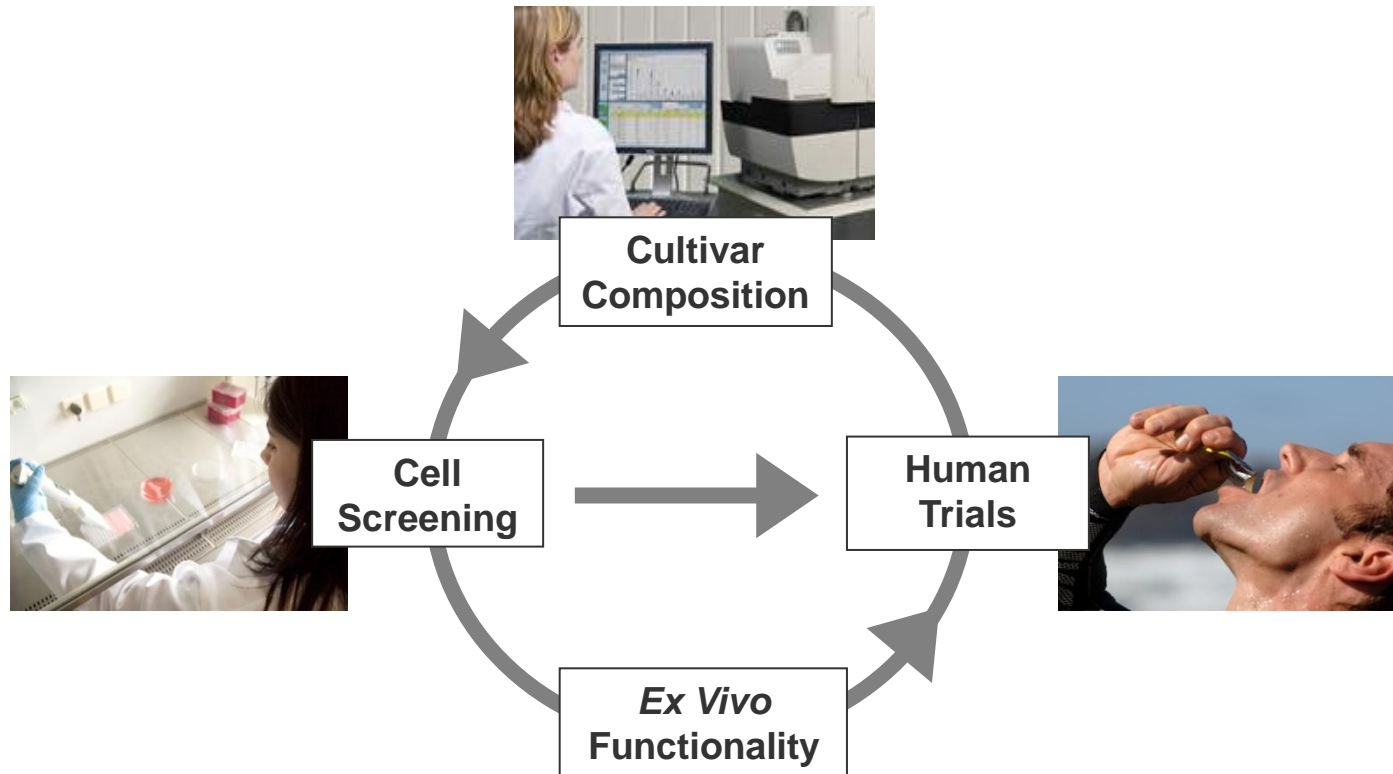 Cultivar
Composition
Cell
Screening
Human
Trials
Ex Vivo
Functionality